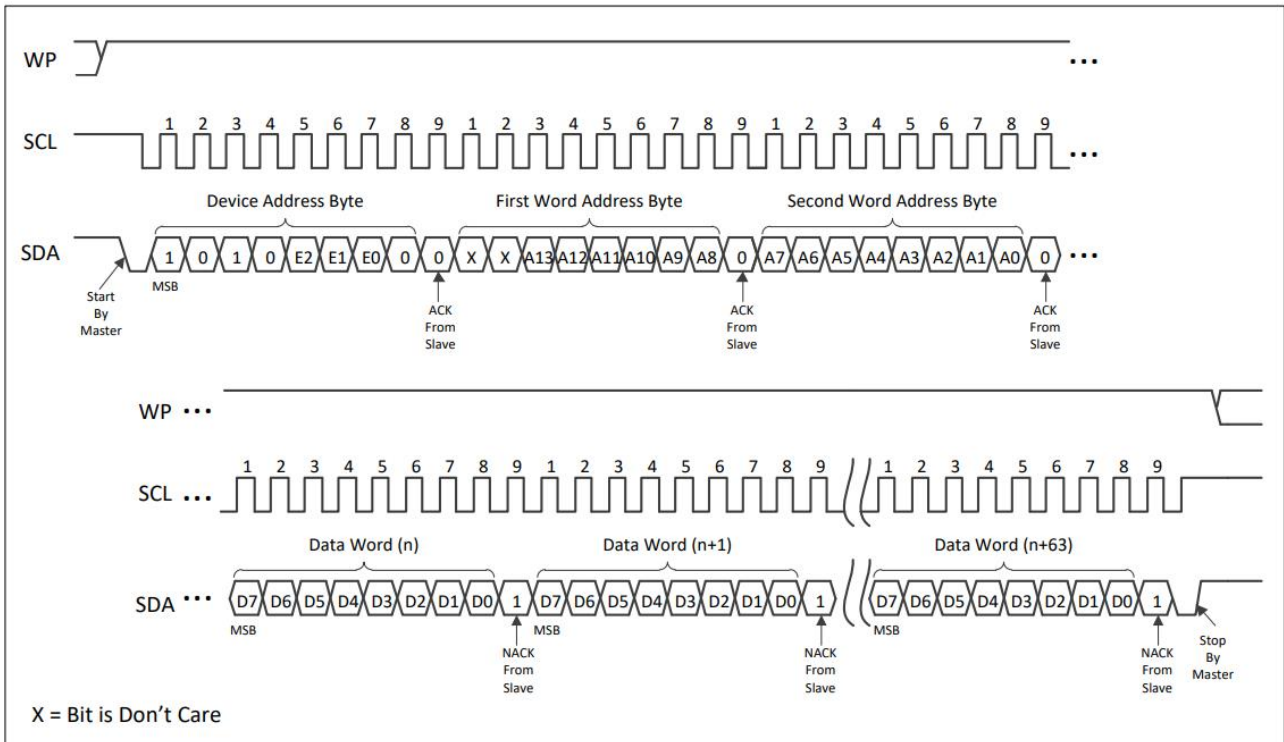 WP
...
1 2 3 4 5 6 7 8 9 1 2 3 4 5 6 7 8 9 1 2 3 4 5 6 7 8 9
SCL
...
Device Address Byte First Word Address Byte Second Word Address Byte
SDA 1 0 1 0 E2 E1 E0 0 0 X X A13 A12 A11 A10 A9 A8 0 A7 A6 A5 A4 A3 A2 A1 A0 0 ...
MSB
Start
By
Master
ACK
From
Slave
ACK
From
Slave
ACK
From
Slave
WP ...
1 2 3 4 5 6 7 8 9 1 2 3 4 5 6 7 8 9 1 2 3 4 5 6 7 8 9
SCL ...
Data Word (n) Data Word (n+1) Data Word (n+63)
SDA ... D7 D6 D5 D4 D3 D2 D1 D0 1 D7 D6 D5 D4 D3 D2 D1 D0 1 D7 D6 D5 D4 D3 D2 D1 D0 1
MSB MSB MSB
NACK
From
Slave
NACK
From
Slave
NACK
From
Slave
Stop
By
Master
X = Bit is Don't Care